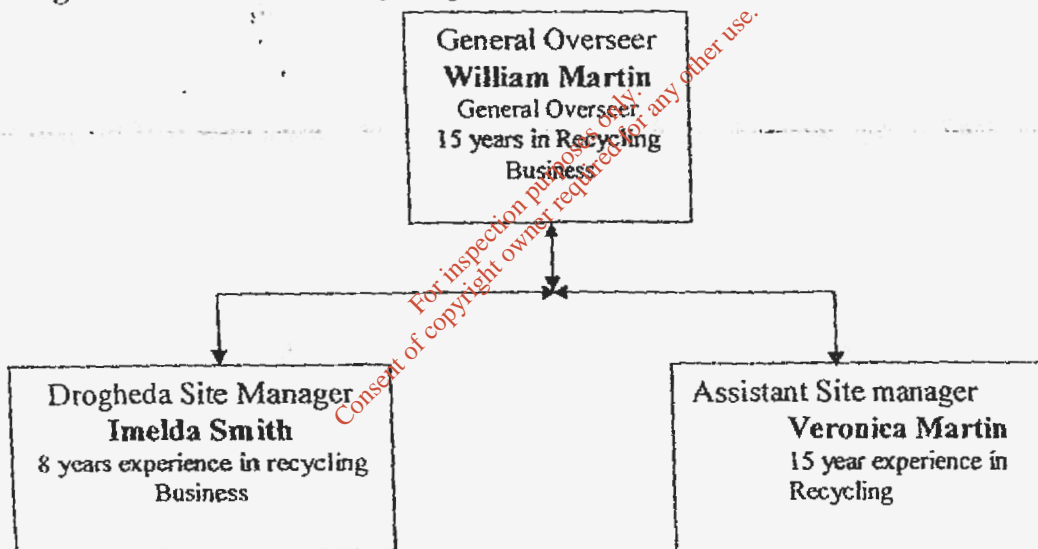 General Overseer
William Martin
General Overseer
15 years in Recycling
Business
For inspection purposes only.
Consent of copyright owner required for any other use.
Drogheda Site Manager
Imelda Smith
8 years experience in recycling
Business
Assistant Site manager
Veronica Martin
15 year experience in
Recycling